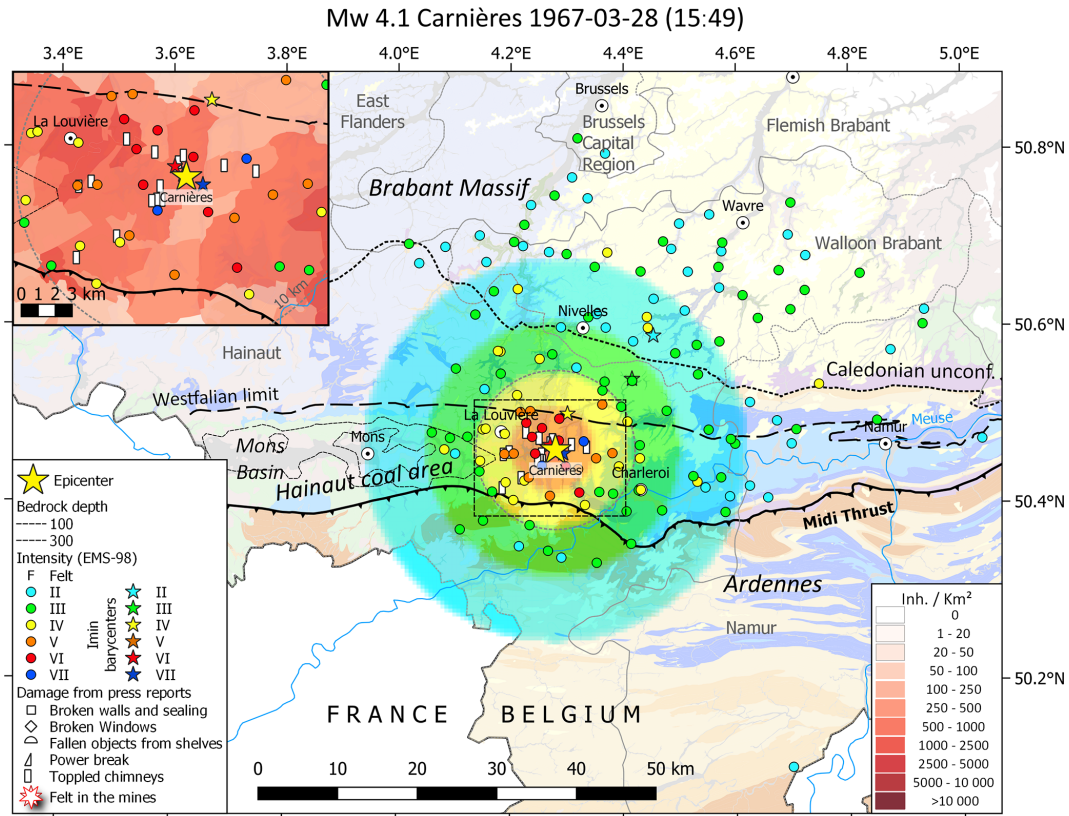 Mw 4.1 Carnières 1967-03-28 (15:49)
3.4°E
3.6°E
3.8°E
4.0°E
4.2°E
4.4°E
4.6°E
4.8°E
5.0°E
La Louvière
Carnières
0 1 2 3 km
10 km
East
Flanders
Brussels
Brussels
Capital
Region
Flemish Brabant
50.8°N
Brabant Massif
Wavre
Walloon Brabant
Nivelles
50.6°N
Hainaut
Caledonian unconf.
Westfalian limit
La Louvière
Meuse
Namur
Mons
Mons
Basin
Hainaut coal area
Carnières
Charleroi
50.4°N
Midi Thrust
Ardennes
Namur
50.2°N
FRANCE
BELGIUM
0 10 20 30 40 50 km
Epicenter
Bedrock depth
100
300
Intensity (EMS-98)
F Felt
II
III
IV
V
VI
VII
Imin
barycenters
II
III
IV
V
VI
VII
Damage from press reports
Broken walls and sealing
Broken Windows
Fallen objects from shelves
Power break
Toppled chimneys
Felt in the mines
Inh. / Km²
0
1 - 20
20 - 50
50 - 100
100 - 250
250 - 500
500 - 1000
1000 - 2500
2500 - 5000
5000 - 10 000
>10 000